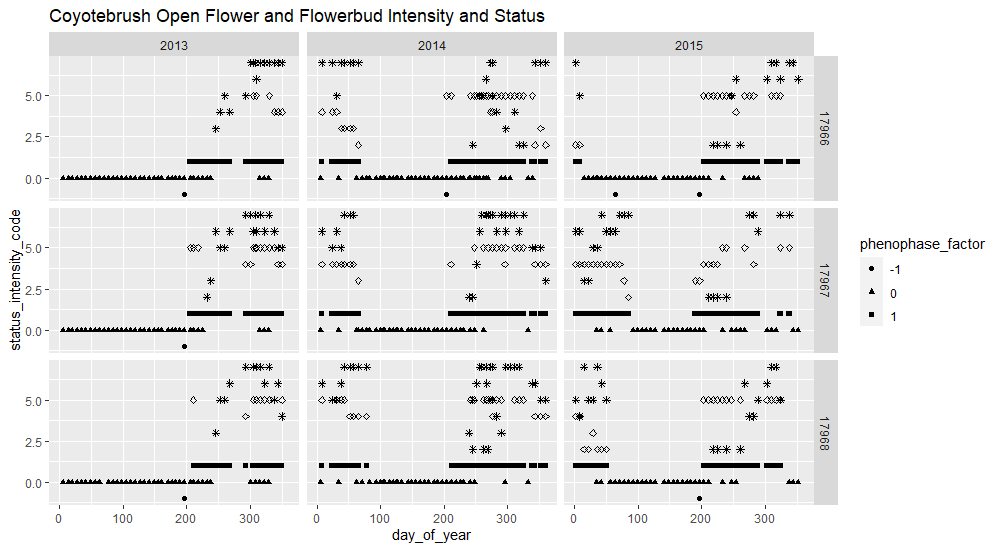 Coyotebrush Open Flower and Flowerbud Intensity and Status
2013 2014 2015
5.0
2.5
0.0
17966
5.0
2.5
0.0
17967
5.0
2.5
0.0
17968
status_intensity_code
0 100 200 300 0 100 200 300 0 100 200 300
day_of_year
phenophase_factor
-1
0
1